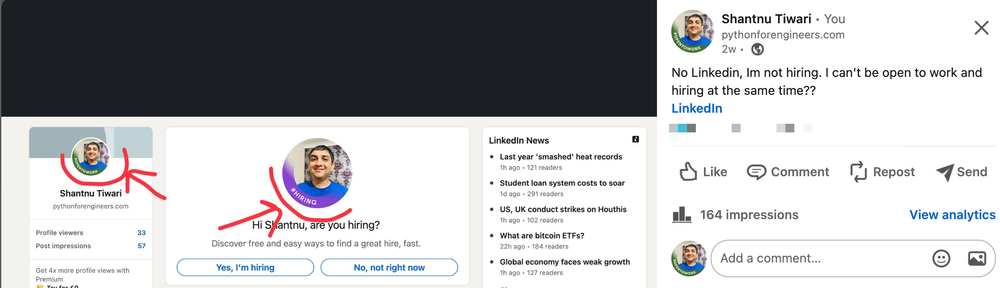 #OPENTOWORK
Shantnu Tiwari
pythonforengineers.com
Profile viewers 33
Post impressions 57
Get 4x more profile views with
Premium
Try for £0
#HIRING
Hi Shantnu, are you hiring?
Discover free and easy ways to find a great hire, fast.
Yes, I'm hiring
No, not right now
LinkedIn News
Last year 'smashed' heat records
1h ago • 121 readers
Student loan system costs to soar
1d ago • 291 readers
US, UK conduct strikes on Houthis
1h ago • 102 readers
What are bitcoin ETFs?
22h ago • 184 readers
Global economy faces weak growth
1h ago • 127 readers
#OPENTOWORK
Shantnu Tiwari • You
pythonforengineers.com
2w •
No Linkedin, Im not hiring. I can't be open to work and
hiring at the same time??
LinkedIn
Like
Comment
Repost
Send
164 impressions
View analytics
#OPENTOWORK
Add a comment...